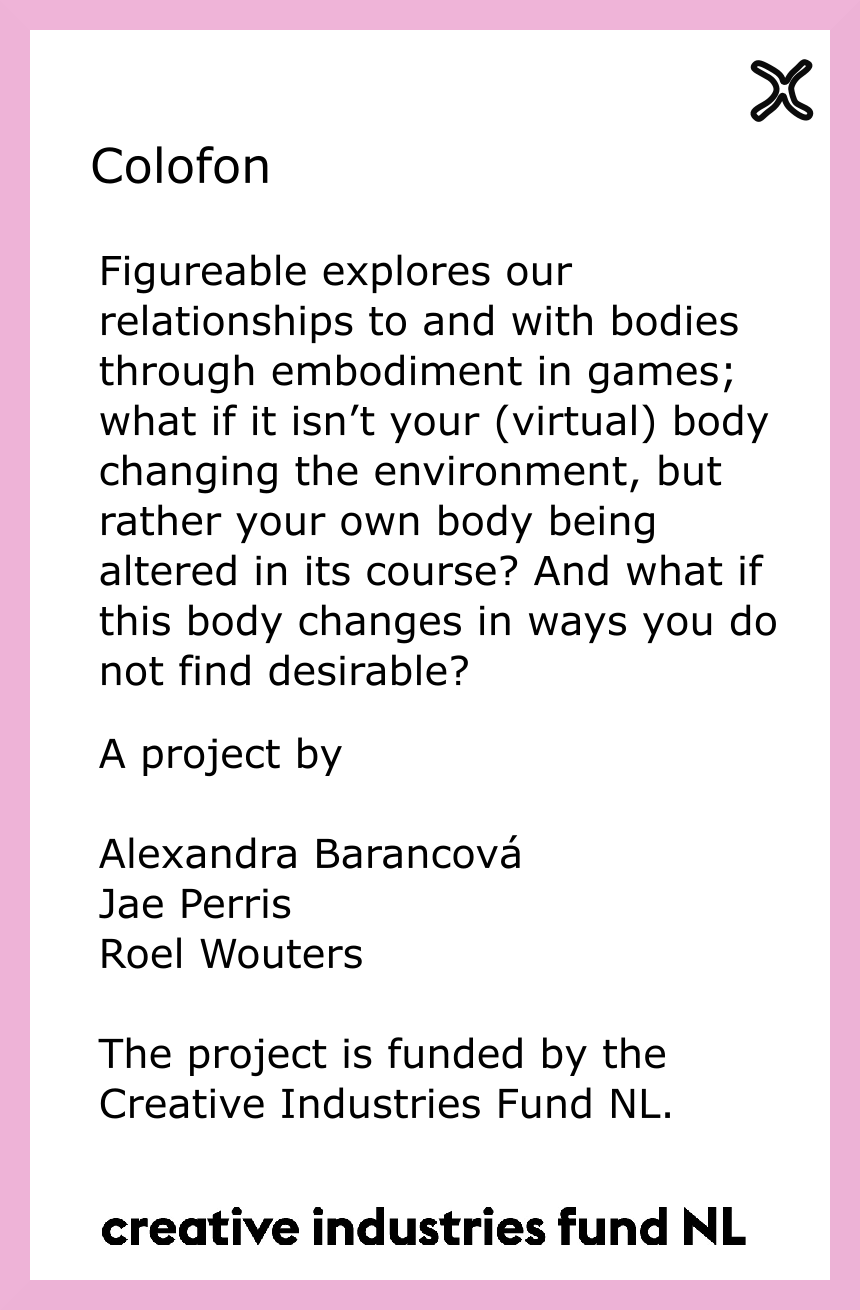 Colofon
Figureable explores our
relationships to and with bodies
through embodiment in games;
what if it isn’t your (virtual) body
changing the environment, but
rather your own body being
altered in its course? And what if
this body changes in ways you do
not find desirable?
A project by
Alexandra Barancová
Jae Perris
Roel Wouters
The project is funded by the
Creative Industries Fund NL.
creative industries fund NL